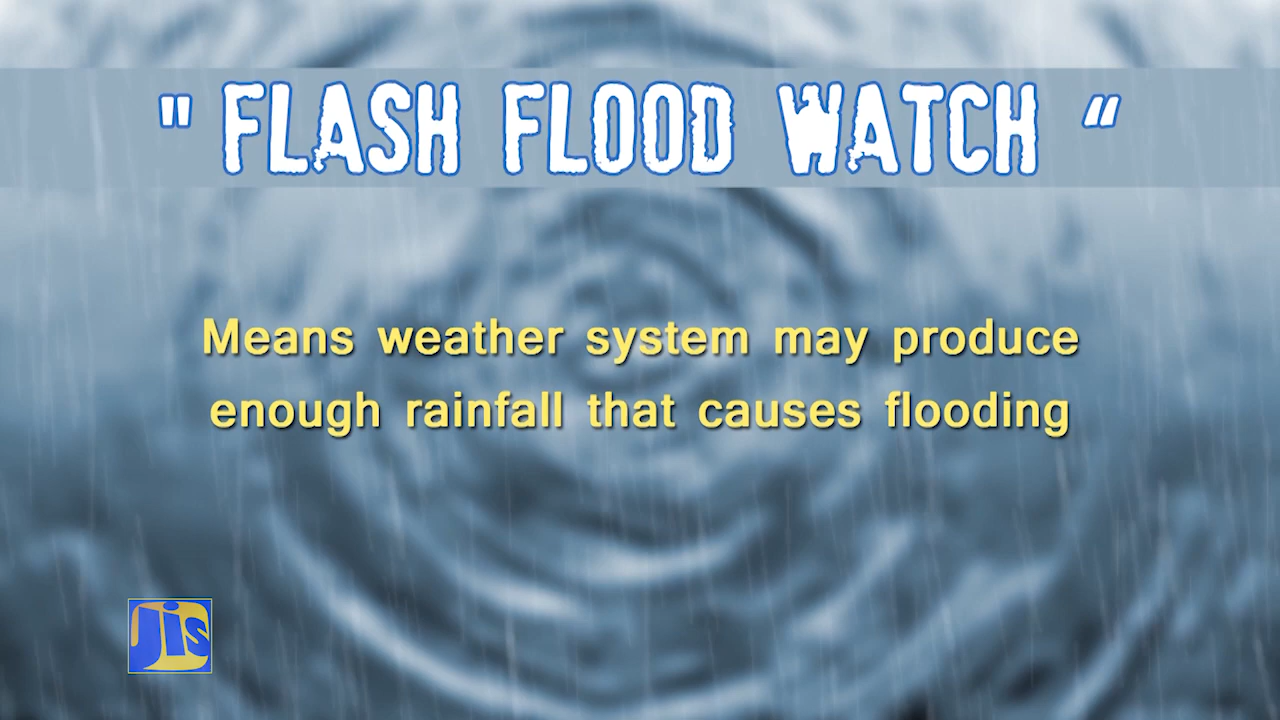 " FLASH FLOOD WATCH “
Means weather system may produce
enough rainfall that causes flooding
Jis